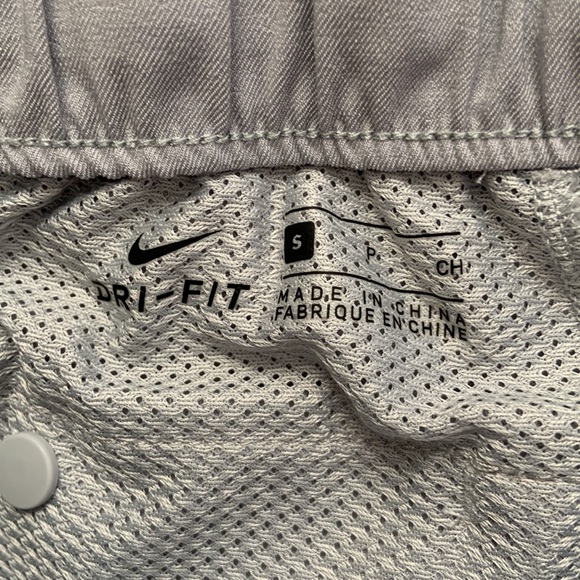 DRI-FIT
S P CH
MADE IN CHINA
FABRIQUE EN CHINE